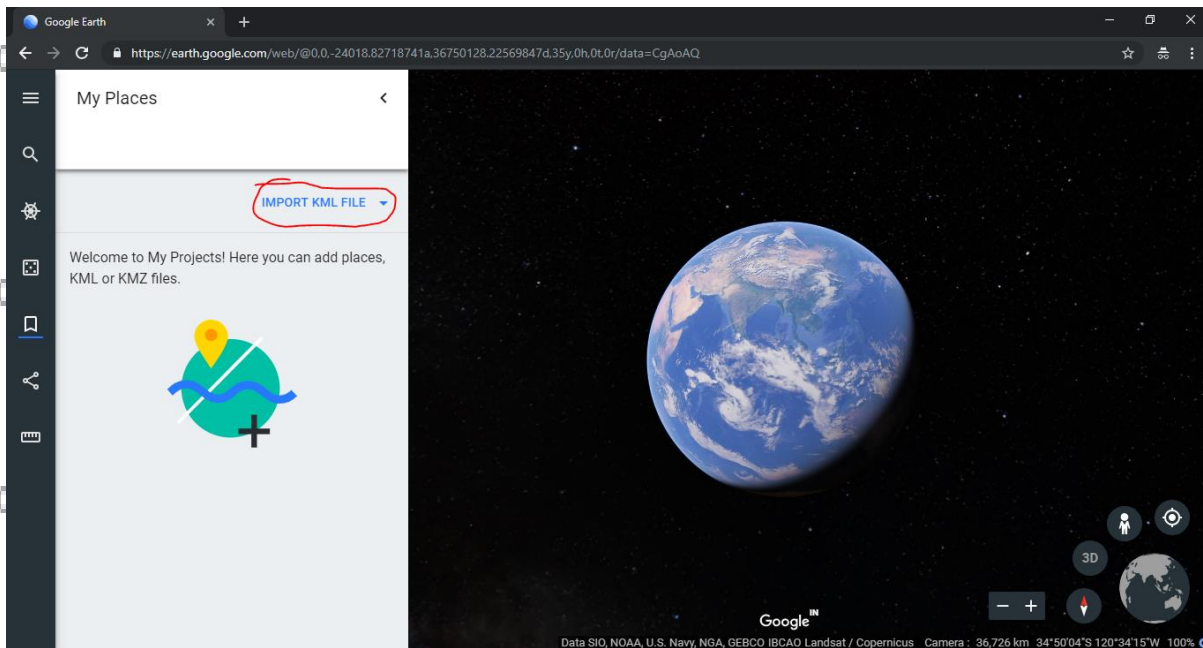 Google Earth
https://earth.google.com/web/@0,0,-24018.82718741a,36750128.22569847d,35y,0h,0t,0r/data=CgAoAQ
My Places
IMPORT KML FILE
Welcome to My Projects! Here you can add places,
KML or KMZ files.
3D
Google IN
Data SIO, NOAA, U.S. Navy, NGA, GEBCO IBCAO Landsat / Copernicus Camera : 36,726 km 34°50'04"S 120°34'15"W 100%